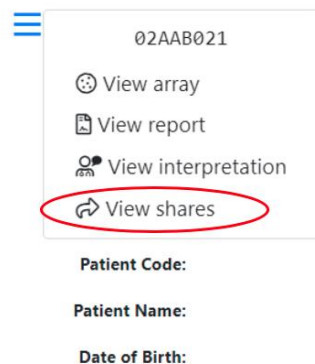 02AAB021
View array
View report
View interpretation
View shares
Patient Code:
Patient Name:
Date of Birth: